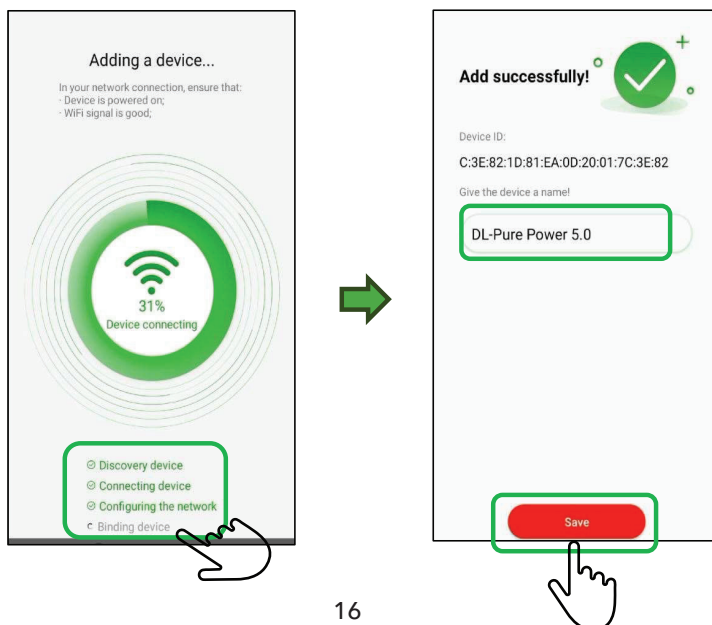 Adding a device...
In your network connection, ensure that:
· Device is powered on;
· WiFi signal is good;
31%
Device connecting
Discovery device
Connecting device
Configuring the network
Binding device
Add successfully!
Device ID:
C:3E:82:1D:81:EA:0D:20:01:7C:3E:82
Give the device a name!
DL-Pure Power 5.0
Save
16